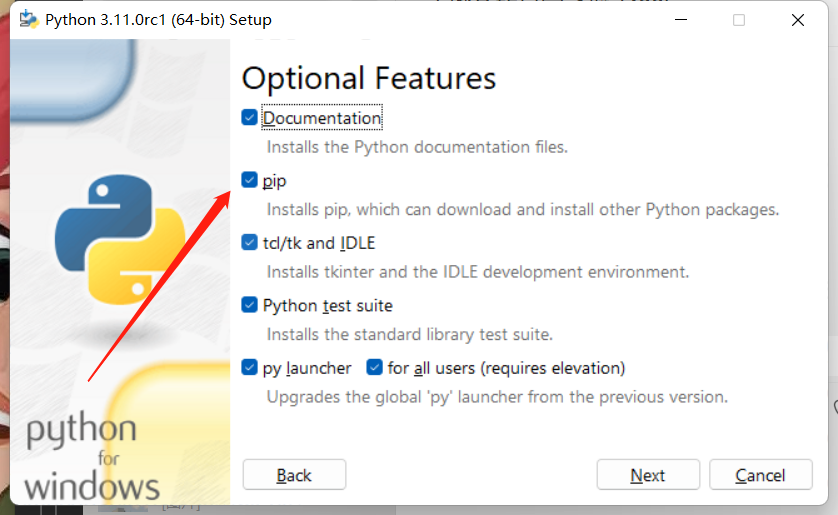 Python 3.11.0rc1 (64-bit) Setup
Optional Features
Documentation
Installs the Python documentation files.
pip
Installs pip, which can download and install other Python packages.
tcl/tk and IDLE
Installs tkinter and the IDLE development environment.
Python test suite
Installs the standard library test suite.
py launcher for all users (requires elevation)
Upgrades the global 'py' launcher from the previous version.
python
for
windows
Back Next Cancel